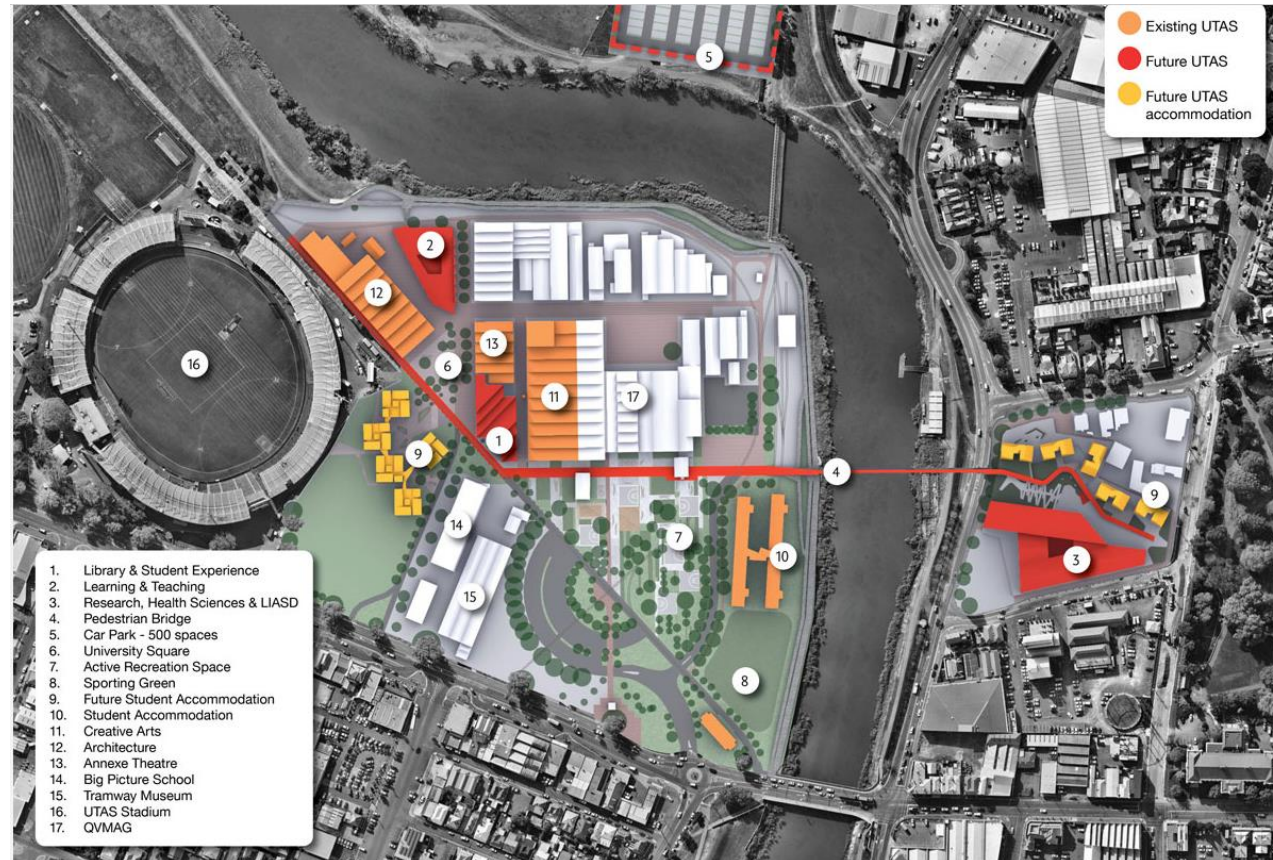 Existing UTAS
Future UTAS
Future UTAS
accommodation
5
2
12
13
6
16
11
17
1
9
4
9
14
7
10
3
15
8
1. Library & Student Experience
2. Learning & Teaching
3. Research, Health Sciences & LIASD
4. Pedestrian Bridge
5. Car Park - 500 spaces
6. University Square
7. Active Recreation Space
8. Sporting Green
9. Future Student Accommodation
10. Student Accommodation
11. Creative Arts
12. Architecture
13. Annexe Theatre
14. Big Picture School
15. Tramway Museum
16. UTAS Stadium
17. QVMAG